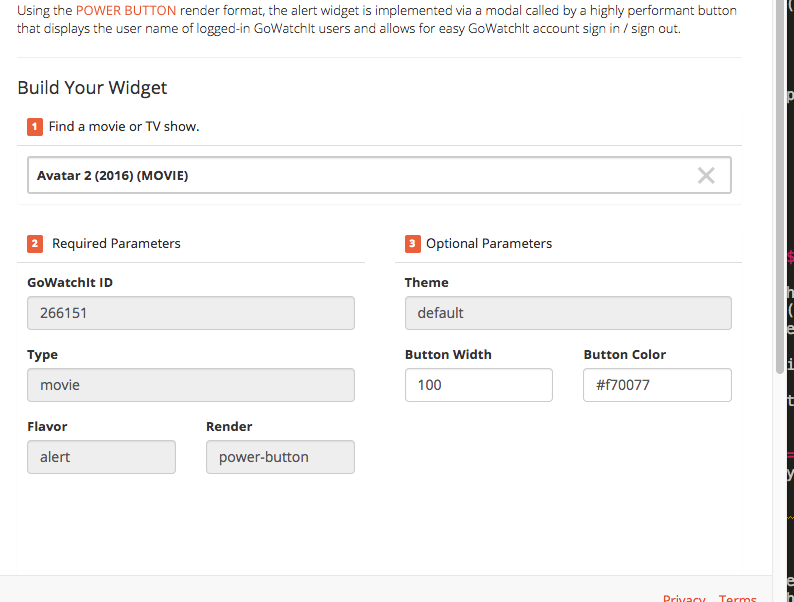 Using the POWER BUTTON render format, the alert widget is implemented via a modal called by a highly performant button
that displays the user name of logged-in GoWatchIt users and allows for easy GoWatchIt account sign in / sign out.
Build Your Widget
1 Find a movie or TV show.
Avatar 2 (2016) (MOVIE)
2 Required Parameters
GoWatchIt ID
266151
Type
movie
Flavor Render
alert power-button
3 Optional Parameters
Theme
default
Button Width Button Color
100 #f70077
Privacy Terms